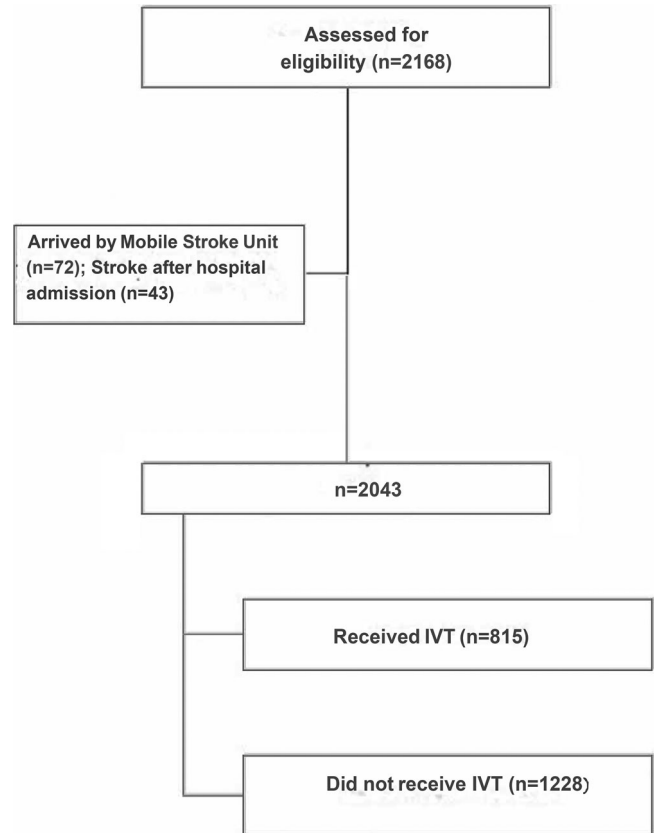 Assessed for
eligibility (n=2168)
Arrived by Mobile Stroke Unit
(n=72); Stroke after hospital
admission (n=43)
n=2043
Received IVT (n=815)
Did not receive IVT (n=1228)